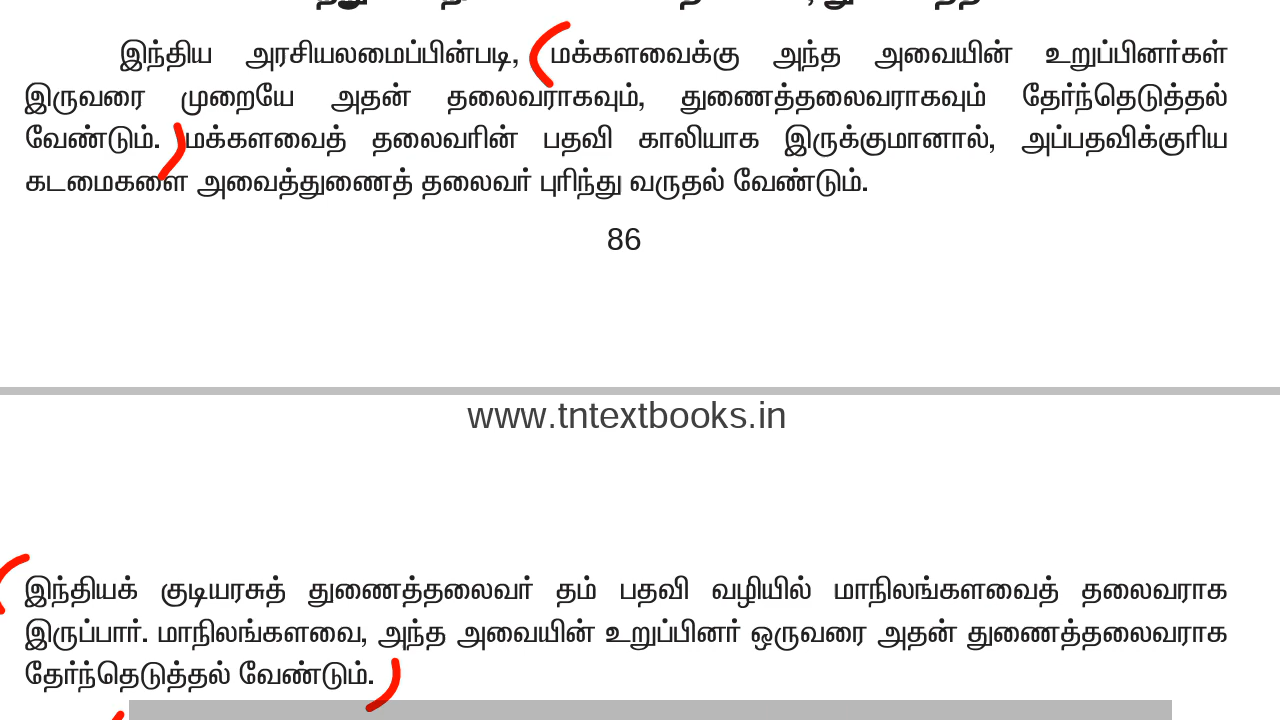 இந்திய அரசியலமைப்பின்படி, மக்களவைக்கு அந்த அவையின் உறுப்பினர்கள்
இருவரை முறையே அதன் தலைவராகவும், துணைத்தலைவராகவும் தேர்ந்தெடுத்தல்
வேண்டும். மக்களவைத் தலைவரின் பதவி காலியாக இருக்குமானால், அப்பதவிக்குரிய
கடமைகளை அவைத்துணைத் தலைவர் புரிந்து வருதல் வேண்டும்.
86
www.tntextbooks.in
இந்தியக் குடியரசுத் துணைத்தலைவர் தம் பதவி வழியில் மாநிலங்களவைத் தலைவராக
இருப்பார். மாநிலங்களவை, அந்த அவையின் உறுப்பினர் ஒருவரை அதன் துணைத்தலைவராக
தேர்ந்தெடுத்தல் வேண்டும்.